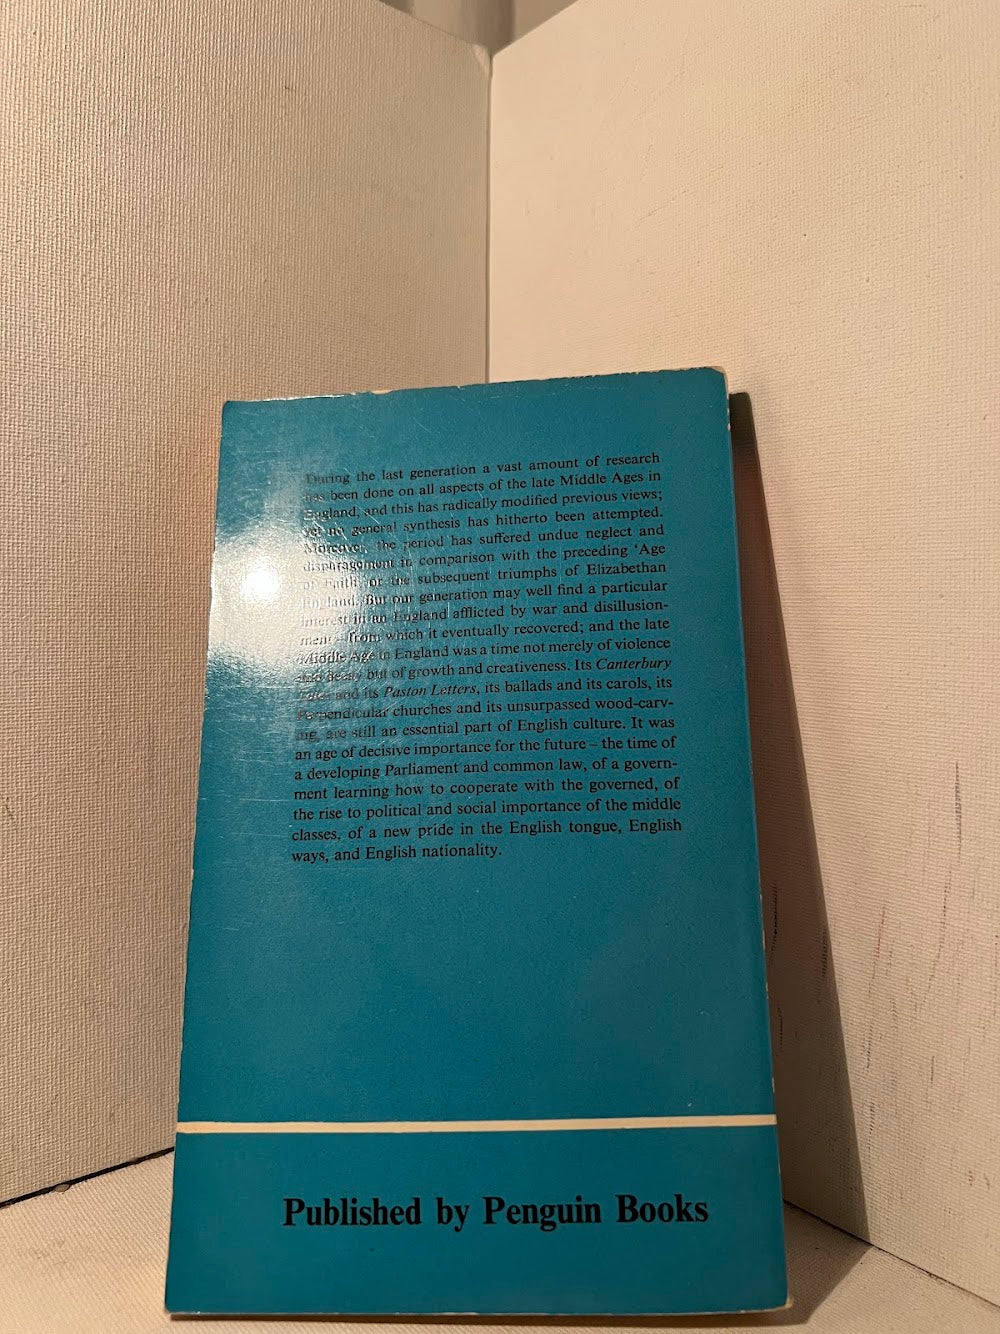 During the last generation a vast amount of research
has been done on all aspects of the late Middle Ages in
England; and this has radically modified previous views;
yet no general synthesis has hitherto been attempted.
Moreover, the period has suffered undue neglect and
disparagement in comparison with the preceding 'Age
of Faith' or the subsequent triumphs of Elizabethan
England. But our generation may well find a particular
interest in an England afflicted by war and disillusion-
ment – from which it eventually recovered; and the late
Middle Age in England was a time not merely of violence
and decay but of growth and creativeness. Its Canterbury
Tales and its Paston Letters, its ballads and its carols, its
Perpendicular churches and its unsurpassed wood-carv-
ing, are still an essential part of English culture. It was
an age of decisive importance for the future – the time of
a developing Parliament and common law, of a govern-
ment learning how to cooperate with the governed, of
the rise to political and social importance of the middle
classes, of a new pride in the English tongue, English
ways, and English nationality.
Published by Penguin Books